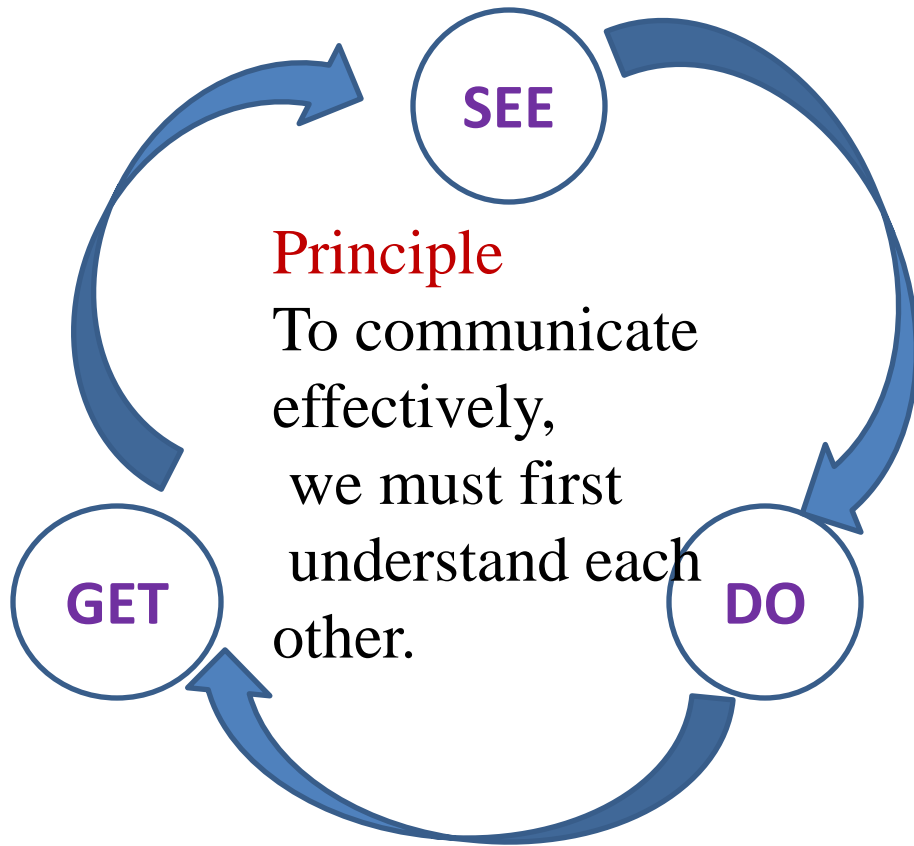 SEE
Principle
To communicate
effectively,
we must first
understand each
other.
GET
DO